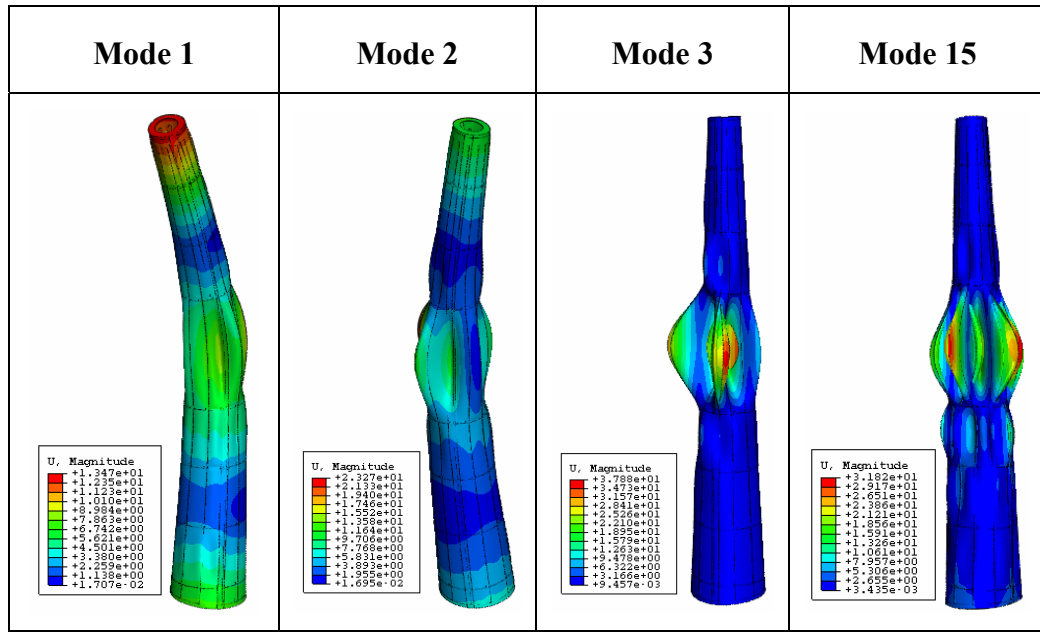 Mode 1
Mode 2
Mode 3
Mode 15
U, Magnitude
+1.347e+01
+1.235e+01
+1.123e+01
+1.010e+01
+8.984e+00
+7.863e+00
+6.742e+00
+5.621e+00
+4.501e+00
+3.380e+00
+2.259e+00
+1.138e+00
+1.707e-02
U, Magnitude
+2.327e+01
+2.133e+01
+1.940e+01
+1.746e+01
+1.552e+01
+1.358e+01
+1.164e+01
+9.706e+00
+7.768e+00
+5.831e+00
+3.893e+00
+1.955e+00
+1.695e-02
U, Magnitude
+3.788e+01
+3.473e+01
+3.157e+01
+2.841e+01
+2.526e+01
+2.210e+01
+1.895e+01
+1.579e+01
+1.263e+01
+9.478e+00
+6.322e+00
+3.166e+00
+9.457e-03
U, Magnitude
+3.182e+01
+2.917e+01
+2.651e+01
+2.386e+01
+2.121e+01
+1.856e+01
+1.591e+01
+1.326e+01
+1.061e+01
+7.957e+00
+5.306e+00
+2.655e+00
+3.435e-03